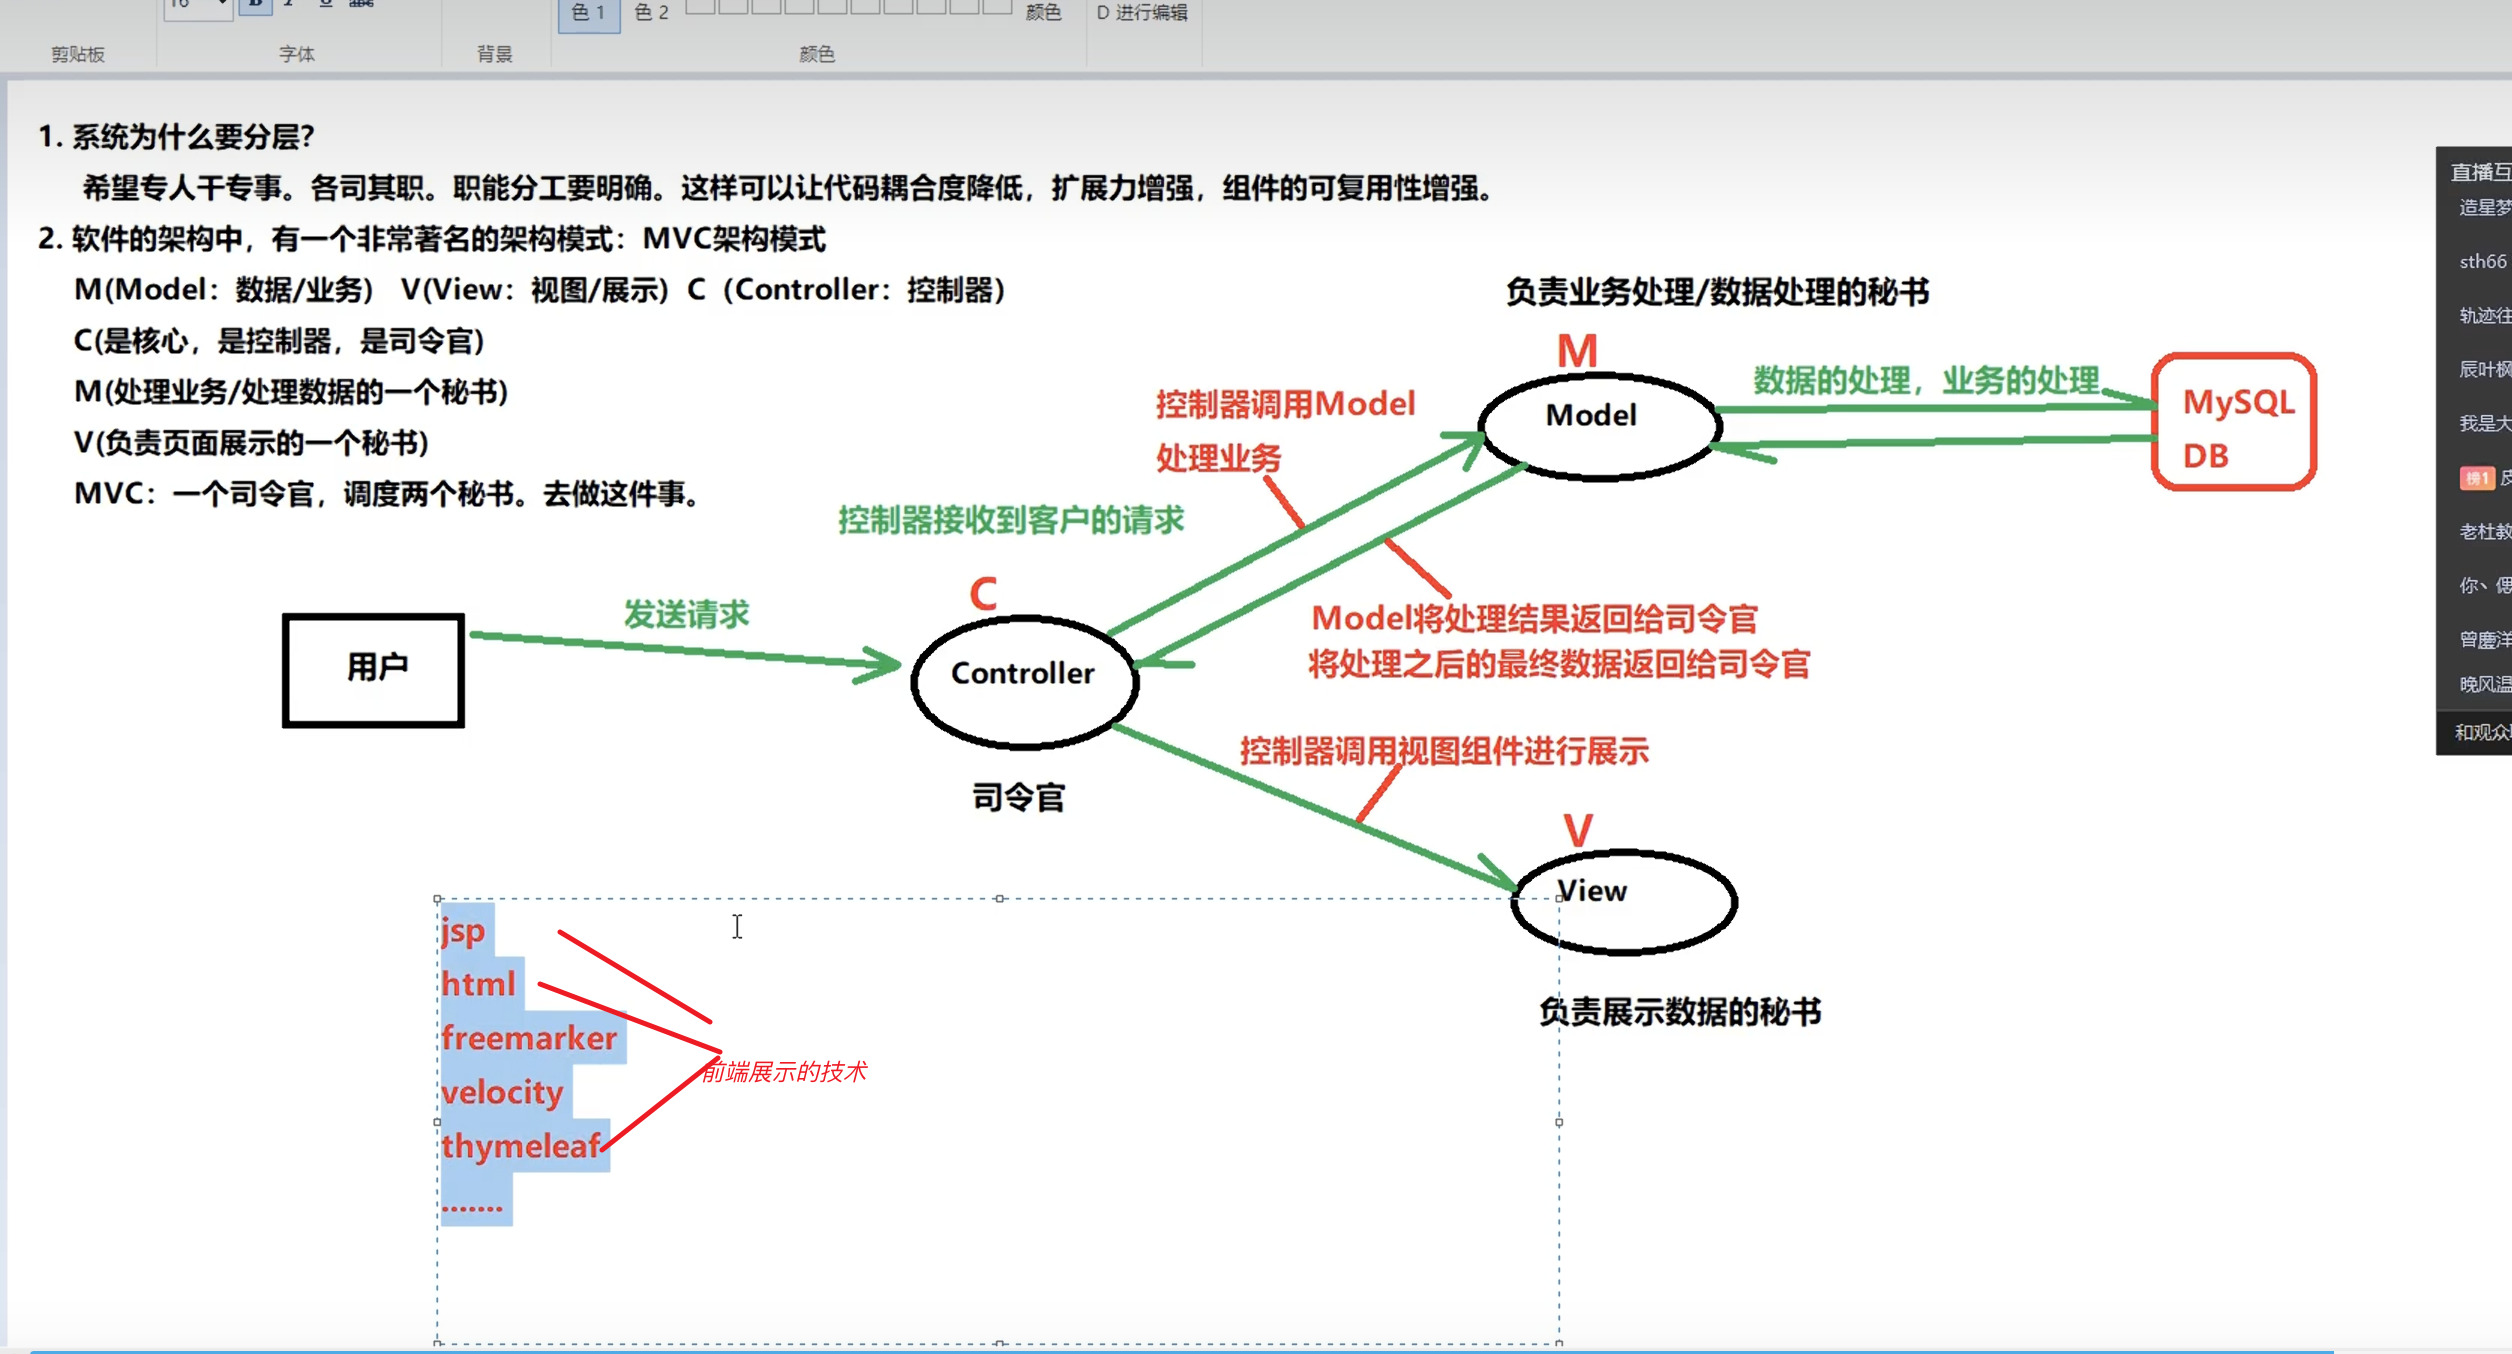 16
B
I
U
abc
色 1
色 2
颜色
D 进行编辑
剪贴板
字体
背景
颜色
1. 系统为什么要分层？
希望专人干专事。各司其职。职能分工要明确。这样可以让代码耦合度降低，扩展力增强，组件的可复用性增强。
2. 软件的架构中，有一个非常著名的架构模式：MVC架构模式
M(Model：数据/业务） V(View：视图/展示) C（Controller：控制器）
C(是核心，是控制器，是司令官)
M(处理业务/处理数据的一个秘书)
V(负责页面展示的一个秘书)
MVC：一个司令官，调度两个秘书。去做这件事。
负责业务处理/数据处理的秘书
M
Model
数据的处理，业务的处理
MySQL
DB
控制器调用Model
处理业务
控制器接收到客户的请求
C
Controller
司令官
发送请求
用户
Model将处理结果返回给司令官
将处理之后的最终数据返回给司令官
控制器调用视图组件进行展示
V
View
负责展示数据的秘书
jsp
html
freemarker
velocity
thymeleaf
.......
前端展示的技术
直播互
造星梦
sth66
轨迹往
辰叶枫
我是大
榜1
老杜教
你丶偲
晚风温
和观众